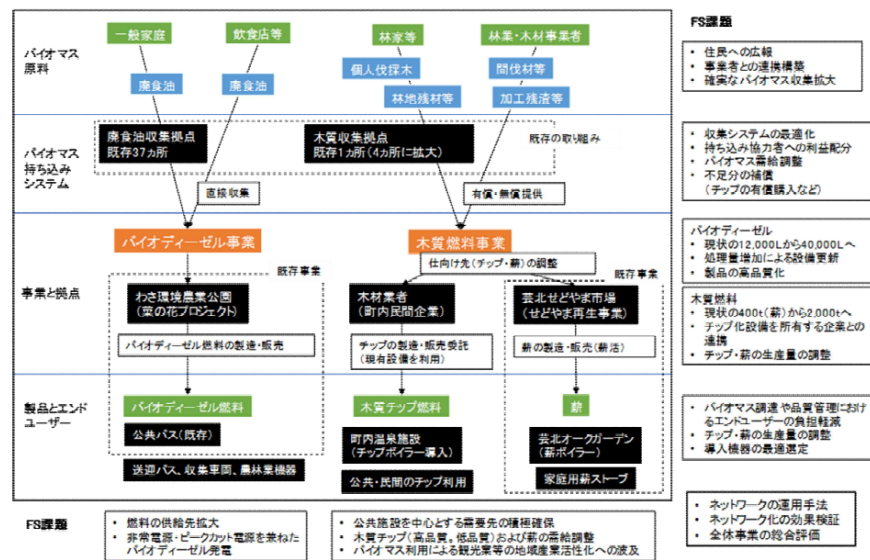 FS課題
一般家庭
飲食店等
林家等
林業・木材事業者
バイオマス
原料
個人伐採木
間伐材等
廃食油
廃食油
林地残材等
加工残渣等
• 住民への広報
• 事業者との連携構築
• 確実なバイオマス収集拡大
バイオマス
持ち込み
システム
廃食油収集拠点
既存37ヵ所
木質収集拠点
既存1ヵ所(4ヵ所に拡大)
既存の取り組み
直接収集
有償・無償提供
• 収集システムの最適化
• 持ち込み協力者への利益配分
• バイオマス需給調整
• 不足分の補償
(チップの有償購入など)
事業と拠点
バイオディーゼル事業
木質燃料事業
仕向け先(チップ・薪)の調整
既存事業
既存事業
わさ環境農業公園
(菜の花プロジェクト)
木材業者
(町内民間企業)
芸北せどやま市場
(せどやま再生事業)
バイオディーゼル燃料の製造・販売
チップの製造・販売委託
(現有設備を利用)
薪の製造・販売(薪活)
バイオディーゼル
• 現状の12,000Lから40,000Lへ
• 処理量増加による設備更新
• 製品の高品質化
木質燃料
• 現状の400t(薪)から2,000tへ
• チップ化設備を所有する企業との
連携
• チップ・薪の生産量の調整
製品とエンド
ユーザー
バイオディーゼル燃料
木質チップ燃料
薪
公共バス(既存)
送迎バス、収集車両、農林業機器
町内温泉施設
(チップボイラー導入)
公共・民間のチップ利用
芸北オークガーデン
(薪ボイラー)
家庭用薪ストーブ
• バイオマス調達や品質管理におけ
るエンドユーザーの負担軽減
• チップ・薪の生産量の調整
• 導入機器の最適選定
FS課題
• 燃料の供給先拡大
• 非常電源・ピークカット電源を兼ねた
バイオディーゼル発電
• 公共施設を中心とする需要先の積極確保
• 木質チップ(高品質、低品質)および薪の需給調整
• バイオマス利用による観光業等の地域産業活性化への波及
• ネットワークの運用手法
• ネットワーク化の効果検証
• 全体事業の総合評価